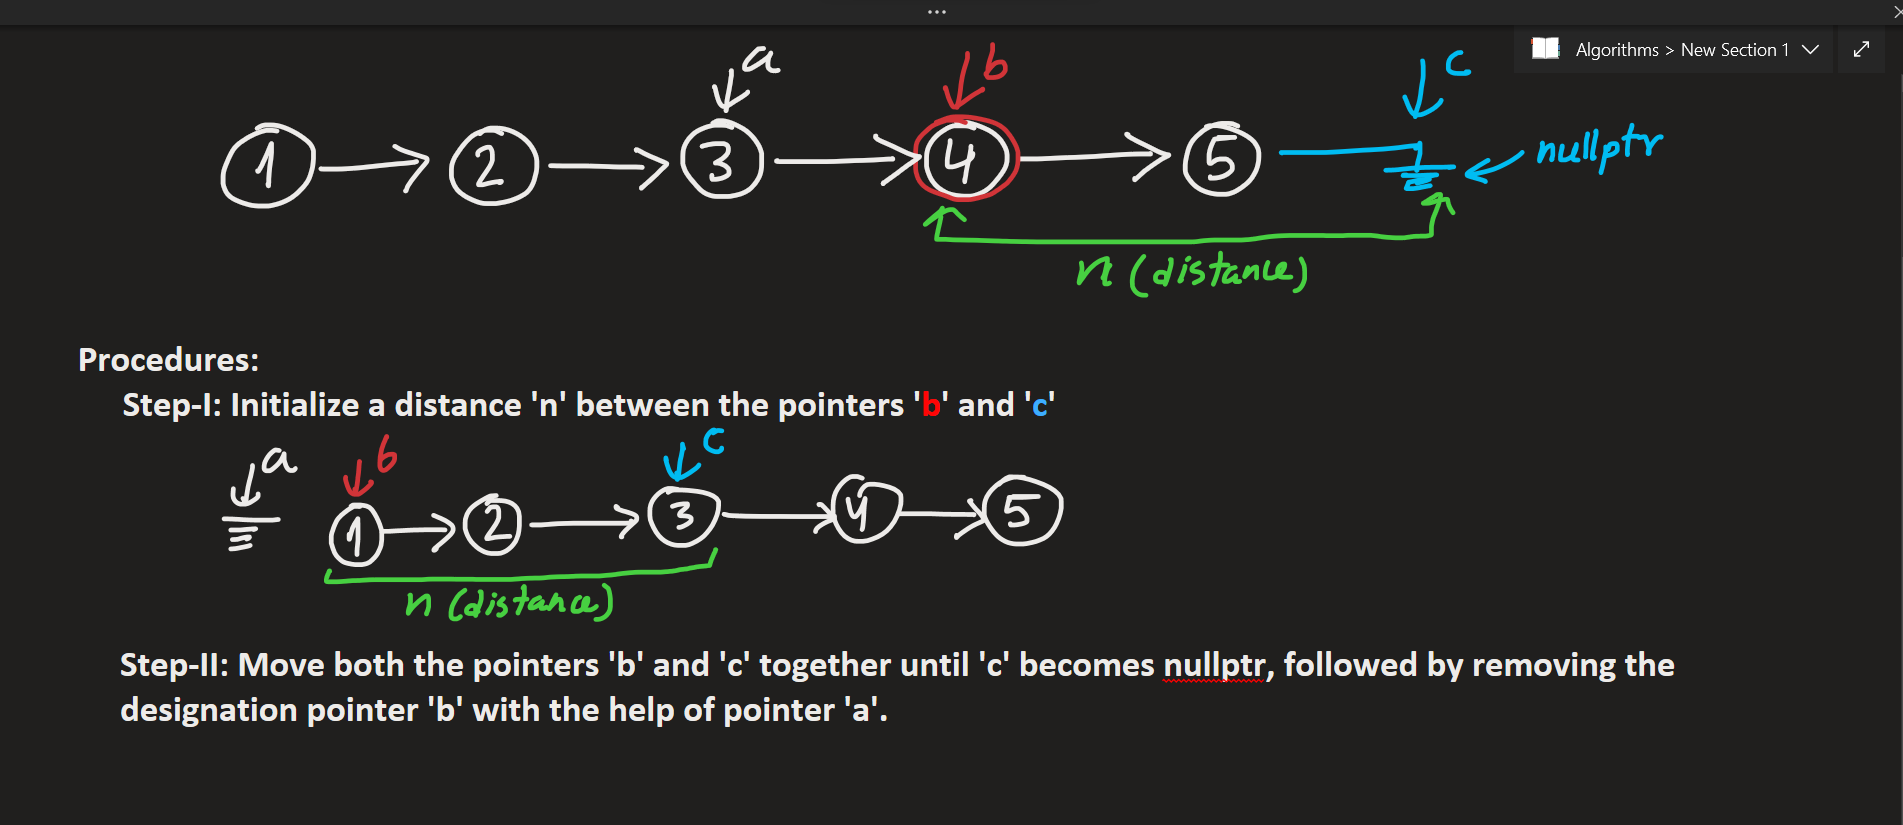 ...
Algorithms > New Section 1
a
b
c
1
2
3
4
5
nullptr
n (distance)
Procedures:
Step-I: Initialize a distance 'n' between the pointers 'b' and 'c'
a
b
c
1
2
3
4
5
n (distance)
Step-II: Move both the pointers 'b' and 'c' together until 'c' becomes nullptr, followed by removing the
designation pointer 'b' with the help of pointer 'a'.